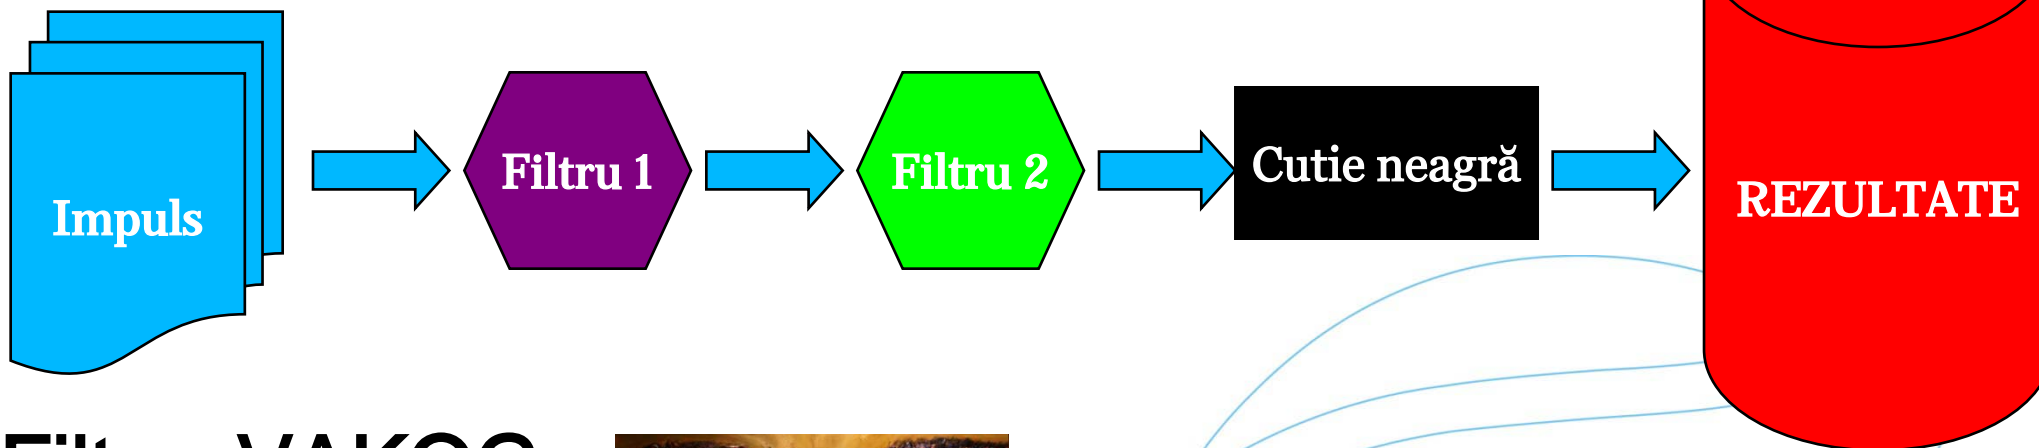 Impuls
Filtru 1
Filtru 2
Cutie neagră
REZULTATE